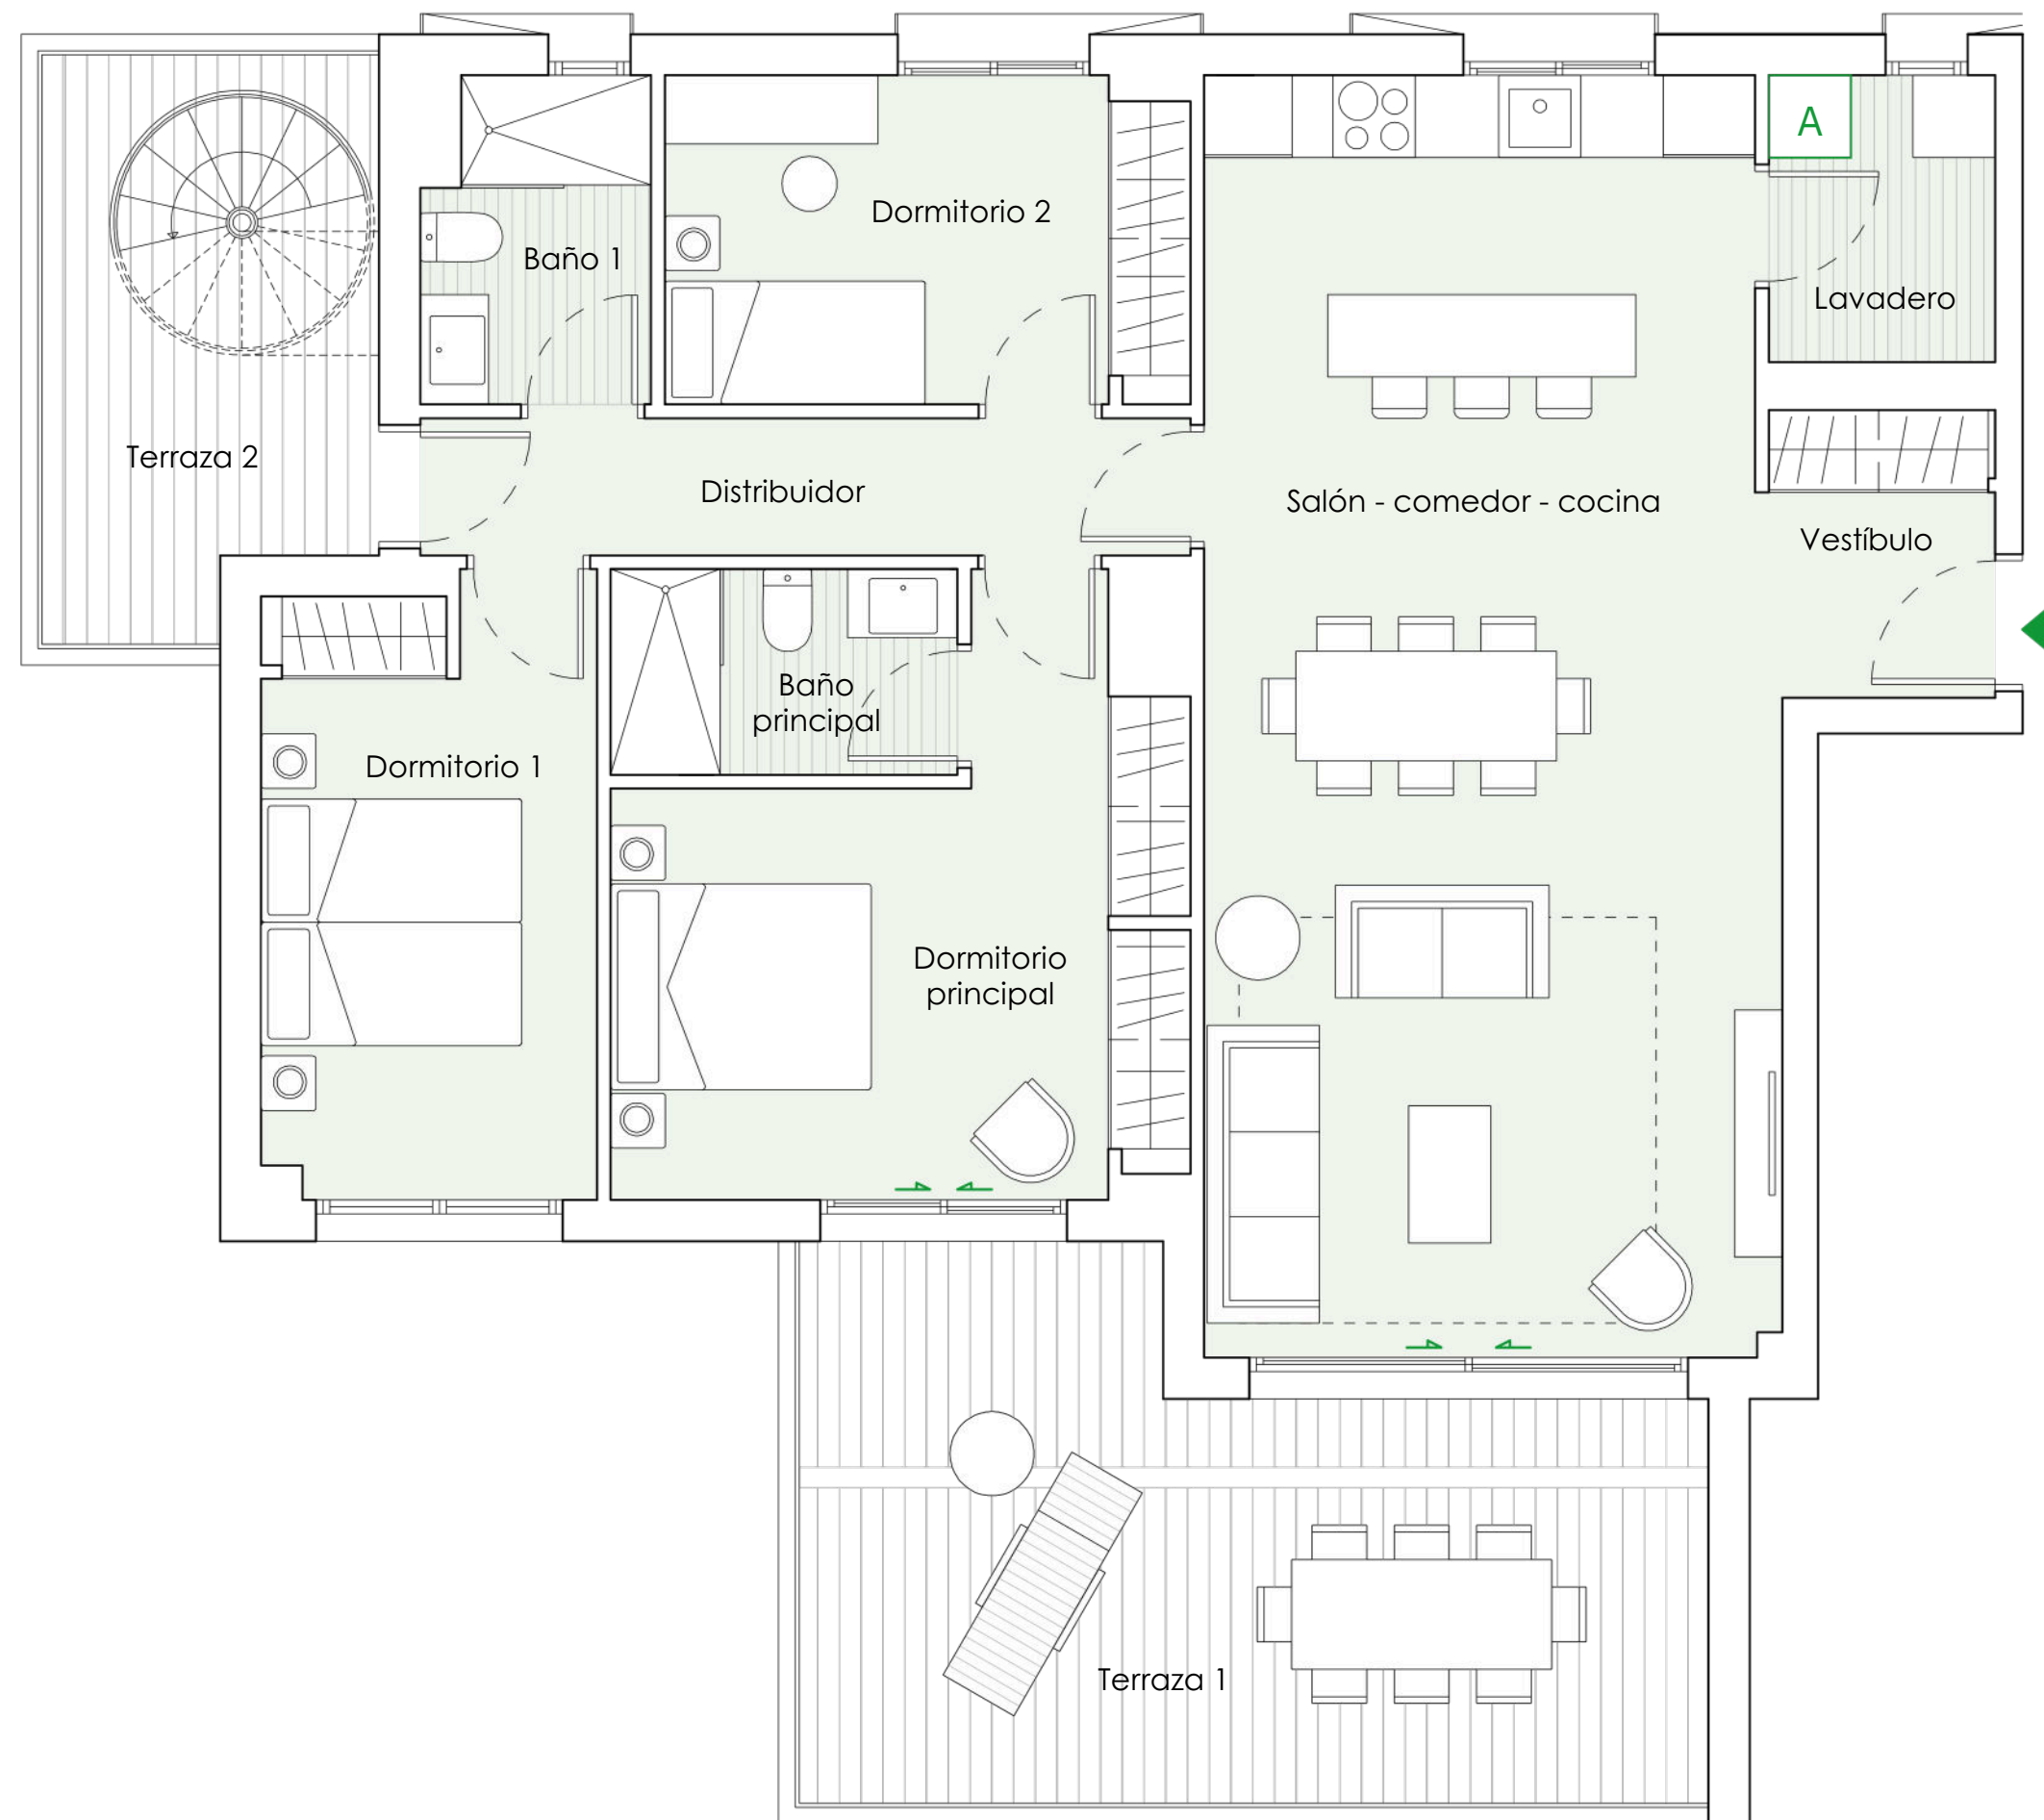 A
Dormitorio 2
Baño 1
Lavadero
Terraza 2
Distribuidor
Salón - comedor - cocina
Vestíbulo
Baño
principal
Dormitorio 1
Dormitorio
principal
Terraza 1